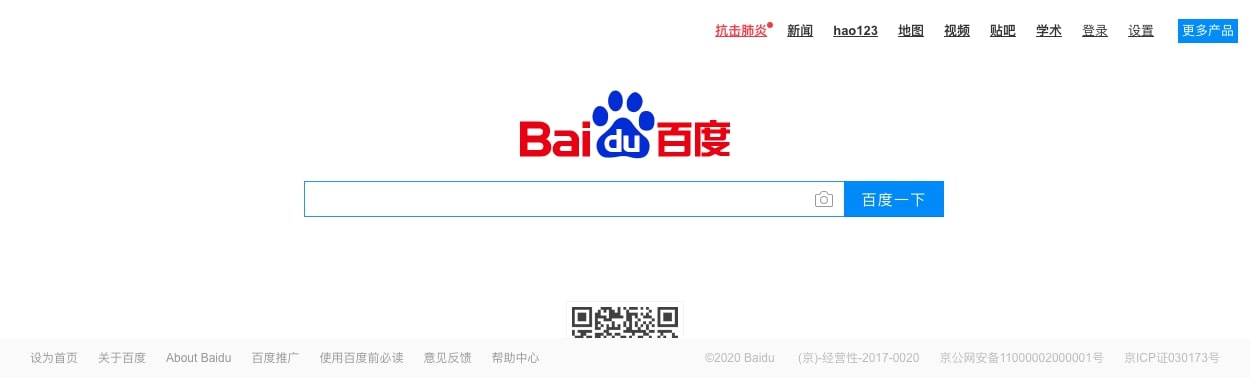 抗击肺炎 新闻 hao123 地图 视频 贴吧 学术 登录 设置 更多产品
Bai du 百度
百度一下
设为首页 关于百度 About Baidu 百度推广 使用百度前必读 意见反馈 帮助中心 ©2020 Baidu (京)-经营性-2017-0020 京公网安备11000002000001号 京ICP证030173号